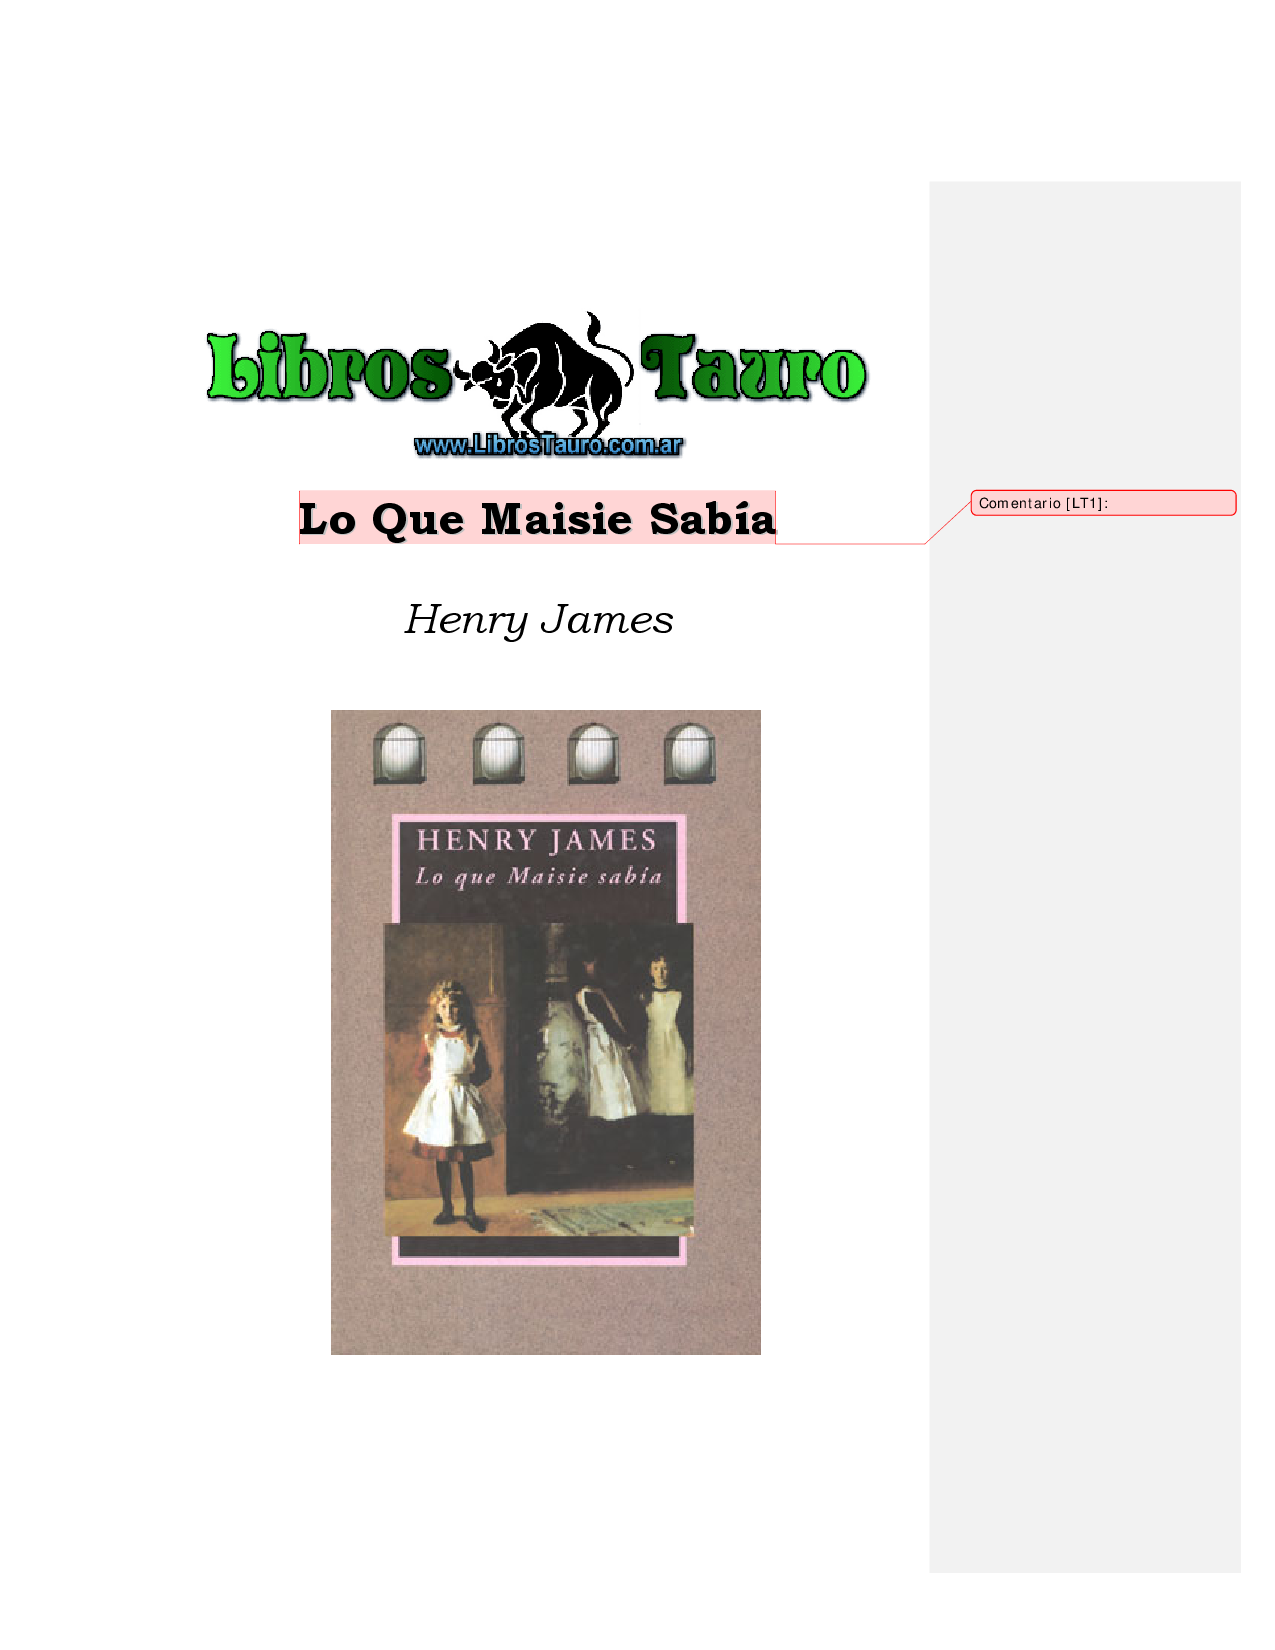 Libros Tauro
www.LibrosTauro.com.ar
Lo Que Maisie Sabía
Comentario [LT1]:
Henry James
HENRY JAMES
Lo que Maisie sabía